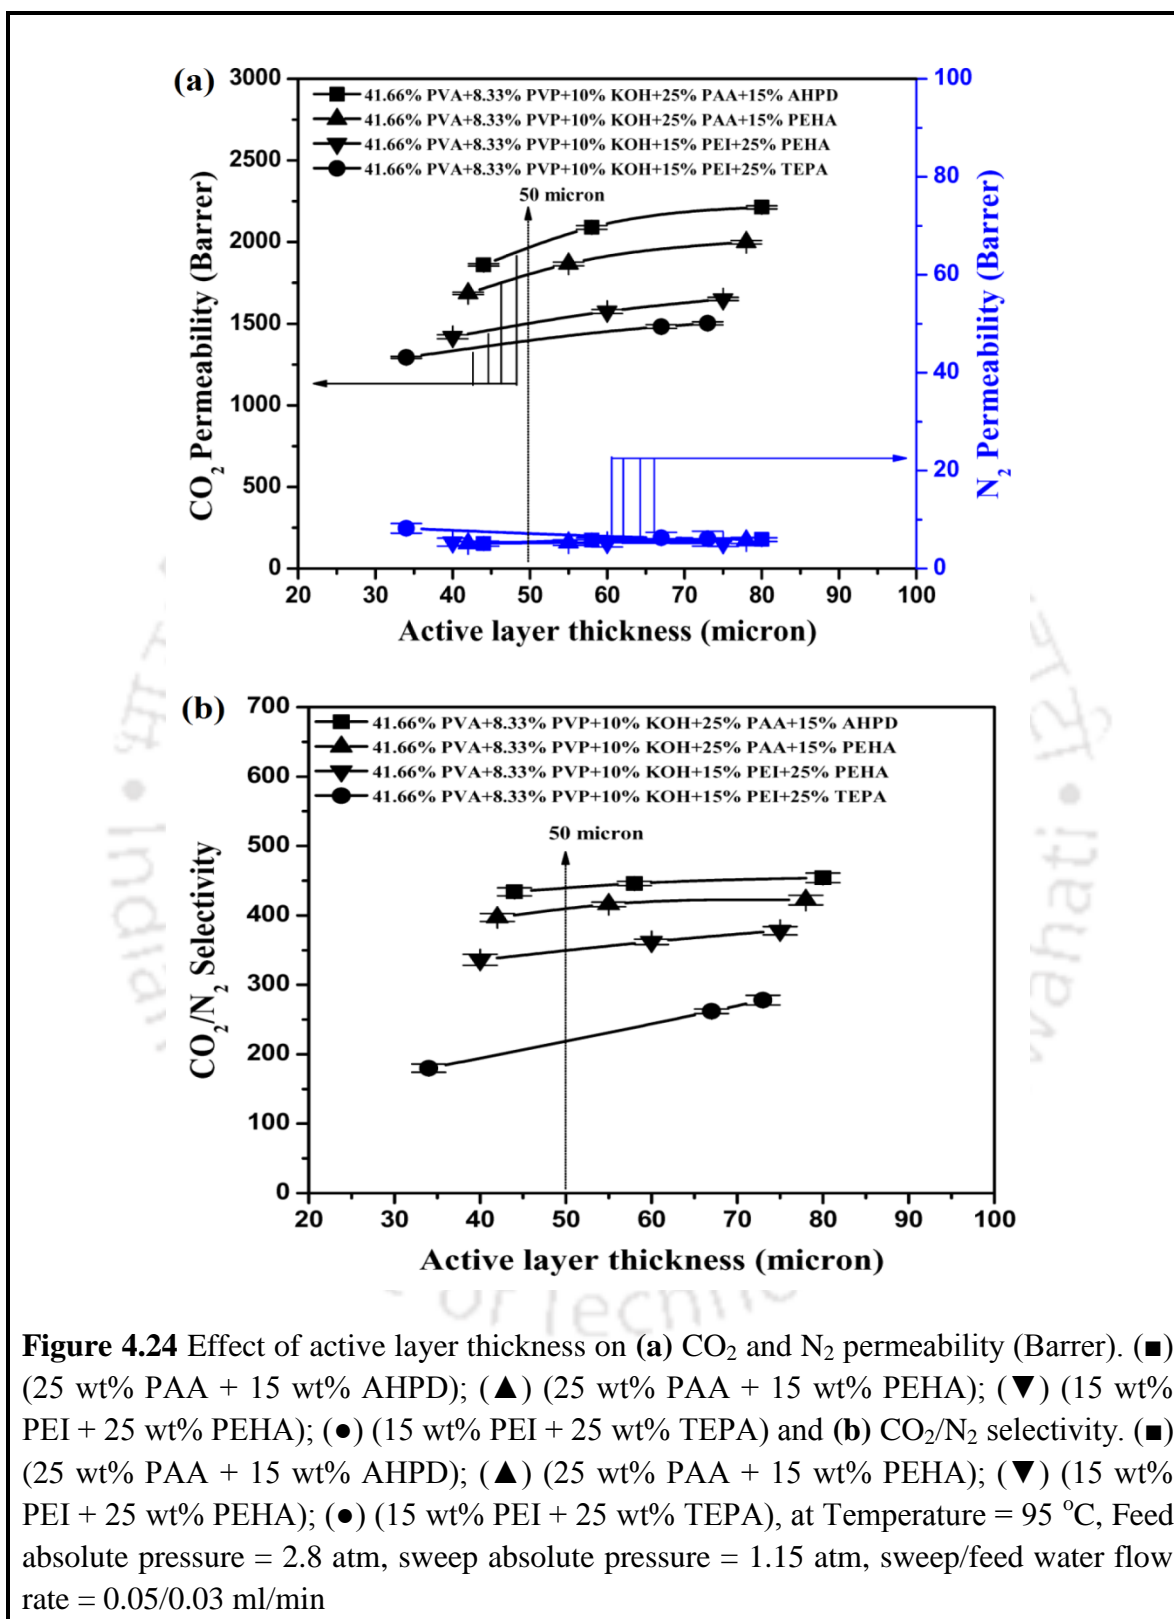 (a)
3000
2500
2000
1500
1000
500
0
CO2 Permeability (Barrer)
41.66% PVA+8.33% PVP+10% KOH+25% PAA+15% AHPD
41.66% PVA+8.33% PVP+10% KOH+25% PAA+15% PEHA
41.66% PVA+8.33% PVP+10% KOH+15% PEI+25% PEHA
41.66% PVA+8.33% PVP+10% KOH+15% PEI+25% TEPA
50 micron
100
80
60
40
20
0
N2 Permeability (Barrer)
20 30 40 50 60 70 80 90 100
Active layer thickness (micron)
(b)
700
600
500
400
300
200
100
0
CO2/N2 Selectivity
41.66% PVA+8.33% PVP+10% KOH+25% PAA+15% AHPD
41.66% PVA+8.33% PVP+10% KOH+25% PAA+15% PEHA
41.66% PVA+8.33% PVP+10% KOH+15% PEI+25% PEHA
41.66% PVA+8.33% PVP+10% KOH+15% PEI+25% TEPA
50 micron
20 30 40 50 60 70 80 90 100
Active layer thickness (micron)
Figure 4.24 Effect of active layer thickness on (a) CO2 and N2 permeability (Barrer). (■)
(25 wt% PAA + 15 wt% AHPD); (▲) (25 wt% PAA + 15 wt% PEHA); (▼) (15 wt%
PEI + 25 wt% PEHA); (●) (15 wt% PEI + 25 wt% TEPA) and (b) CO2/N2 selectivity. (■)
(25 wt% PAA + 15 wt% AHPD); (▲) (25 wt% PAA + 15 wt% PEHA); (▼) (15 wt%
PEI + 25 wt% PEHA); (●) (15 wt% PEI + 25 wt% TEPA), at Temperature = 95 °C, Feed
absolute pressure = 2.8 atm, sweep absolute pressure = 1.15 atm, sweep/feed water flow
rate = 0.05/0.03 ml/min